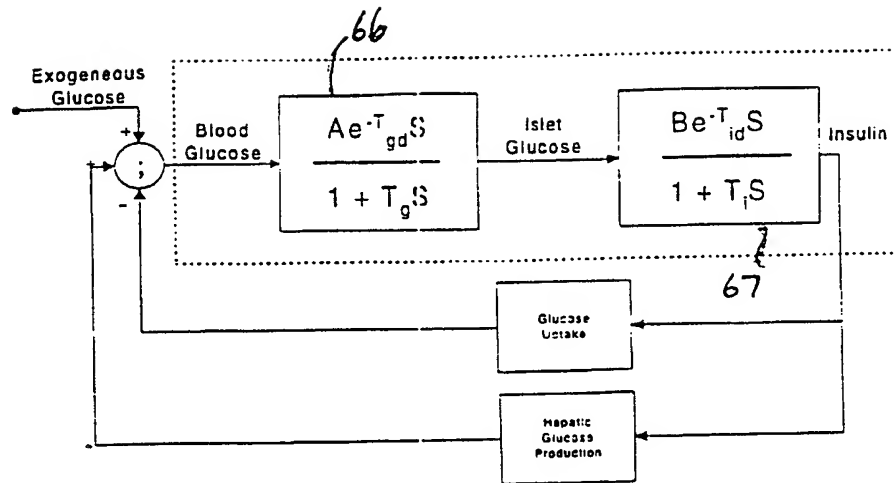 66
Exogeneous
Glucose
+
Blood
Glucose
Ae-TgdS
1 + TgS
Islet
Glucose
Be-TidS
1 + TiS
Insulin
+
;
-
67
Glucose
Uptake
Hepatic
Glucose
Production